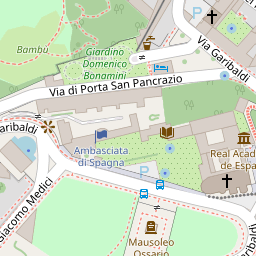 Bambù
Giardino
Domenico
Bonamini
Via Garibaldi
Via di Porta San Pancrazio
Garibaldi
Ambasciata
di Spagna
P
Real Acad
de Espa
P
Giacomo Medici
Mausoleo
Ossario
Garibaldi